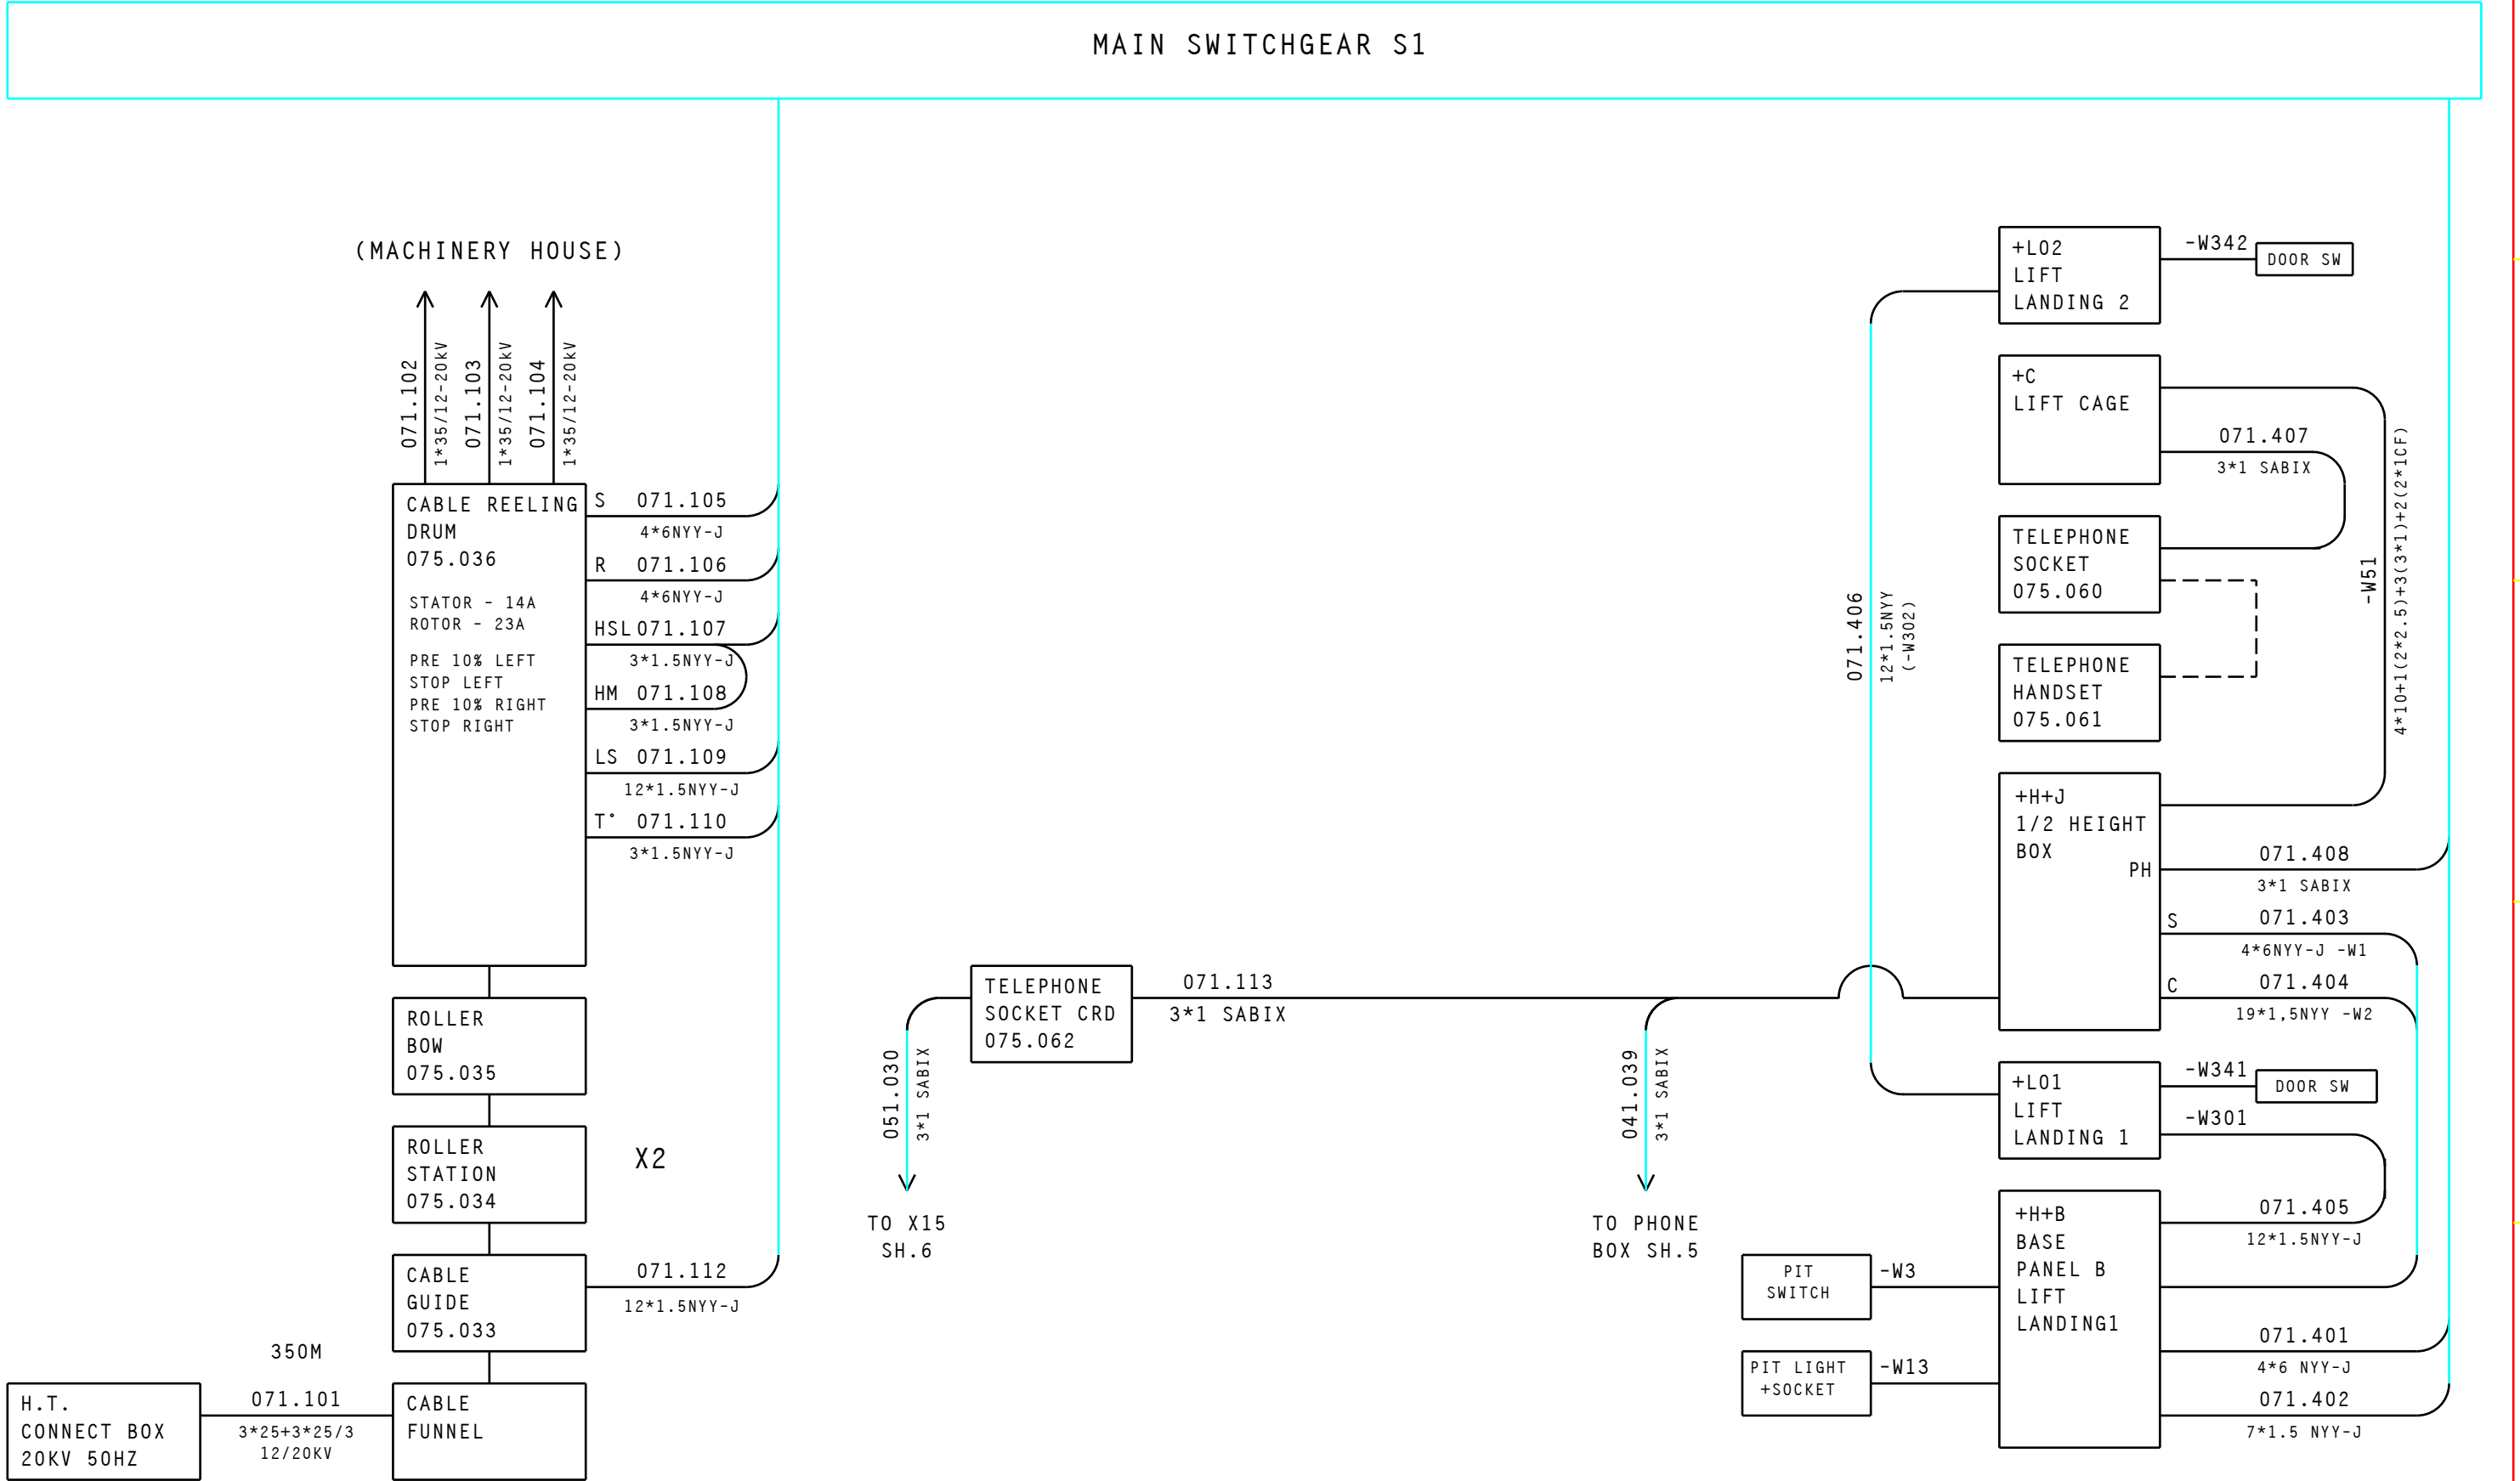 MAIN SWITCHGEAR S1
(MACHINERY HOUSE)
071.102
1*35/12-20kV
071.103
1*35/12-20kV
071.104
1*35/12-20kV
CABLE REELING
DRUM
075.036
STATOR - 14A
ROTOR - 23A
PRE 10% LEFT
STOP LEFT
PRE 10% RIGHT
STOP RIGHT
S 071.105
4*6NYY-J
R 071.106
4*6NYY-J
HSL 071.107
3*1.5NYY-J
HM 071.108
3*1.5NYY-J
LS 071.109
12*1.5NYY-J
T° 071.110
3*1.5NYY-J
ROLLER
BOW
075.035
ROLLER
STATION
075.034
X2
CABLE
GUIDE
075.033
071.112
12*1.5NYY-J
350M
H.T.
CONNECT BOX
20KV 50HZ
071.101
3*25+3*25/3
12/20KV
CABLE
FUNNEL
TELEPHONE
SOCKET CRD
075.062
071.113
3*1 SABIX
051.030
3*1 SABIX
TO X15
SH.6
041.039
3*1 SABIX
TO PHONE
BOX SH.5
071.406
12*1.5NYY
(-W302)
+LO2
LIFT
LANDING 2
-W342
DOOR SW
+C
LIFT CAGE
071.407
3*1 SABIX
TELEPHONE
SOCKET
075.060
TELEPHONE
HANDSET
075.061
-W51
4*10+1(2*2.5)+3(3*1)+2(2*1CF)
+H+J
1/2 HEIGHT
BOX
PH
071.408
3*1 SABIX
S
071.403
4*6NYY-J -W1
C
071.404
19*1,5NYY -W2
+LO1
LIFT
LANDING 1
-W341
DOOR SW
-W301
+H+B
BASE
PANEL B
LIFT
LANDING1
071.405
12*1.5NYY-J
PIT
SWITCH
-W3
PIT LIGHT
+SOCKET
-W13
071.401
4*6 NYY-J
071.402
7*1.5 NYY-J